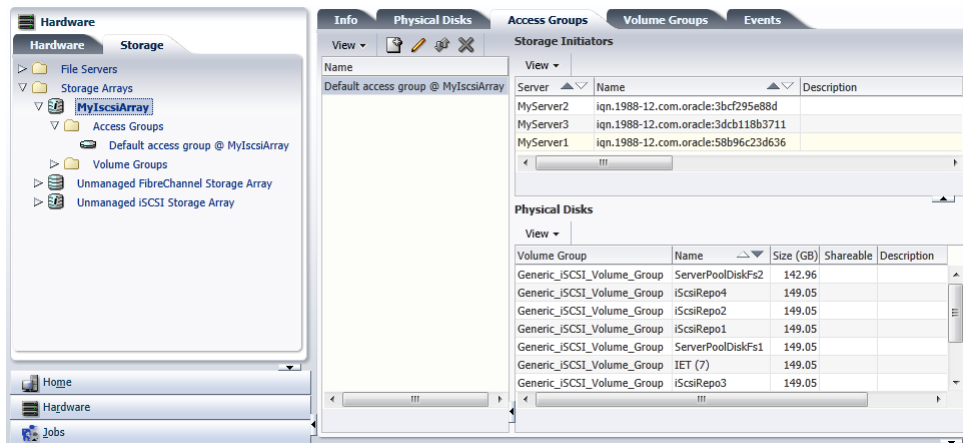 Hardware
Hardware Storage
File Servers
Storage Arrays
MyIscsiArray
Access Groups
Default access group @ MyIscsiArray
Volume Groups
Unmanaged FibreChannel Storage Array
Unmanaged iSCSI Storage Array
Home
Hardware
Jobs
Info Physical Disks Access Groups Volume Groups Events
View
Name
Default access group @ MyIscsiArray
Storage Initiators
View
Server Name Description
MyServer2 iqn.1988-12.com.oracle:3bcf295e88d
MyServer3 iqn.1988-12.com.oracle:3dcb118b3711
MyServer1 iqn.1988-12.com.oracle:58b96c23d636
Physical Disks
View
Volume Group Name Size (GB) Shareable Description
Generic_iSCSI_Volume_Group ServerPoolDiskFs2 142.96
Generic_iSCSI_Volume_Group iScsiRepo4 149.05
Generic_iSCSI_Volume_Group iScsiRepo2 149.05
Generic_iSCSI_Volume_Group iScsiRepo1 149.05
Generic_iSCSI_Volume_Group ServerPoolDiskFs1 149.05
Generic_iSCSI_Volume_Group IET (7) 149.05
Generic_iSCSI_Volume_Group iScsiRepo3 149.05